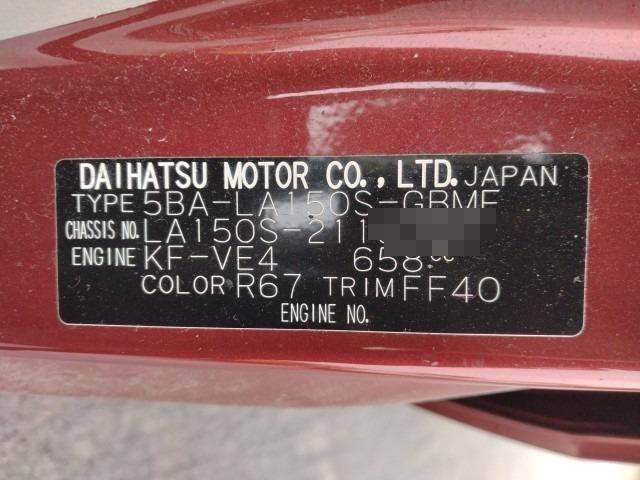 DAIHATSU MOTOR CO., LTD. JAPAN
TYPE 5BA-LA150S-GBMF
CHASSIS NO. LA150S-211
ENGINE KF-VE4 658cc
COLOR R67 TRIM FF40
ENGINE NO.